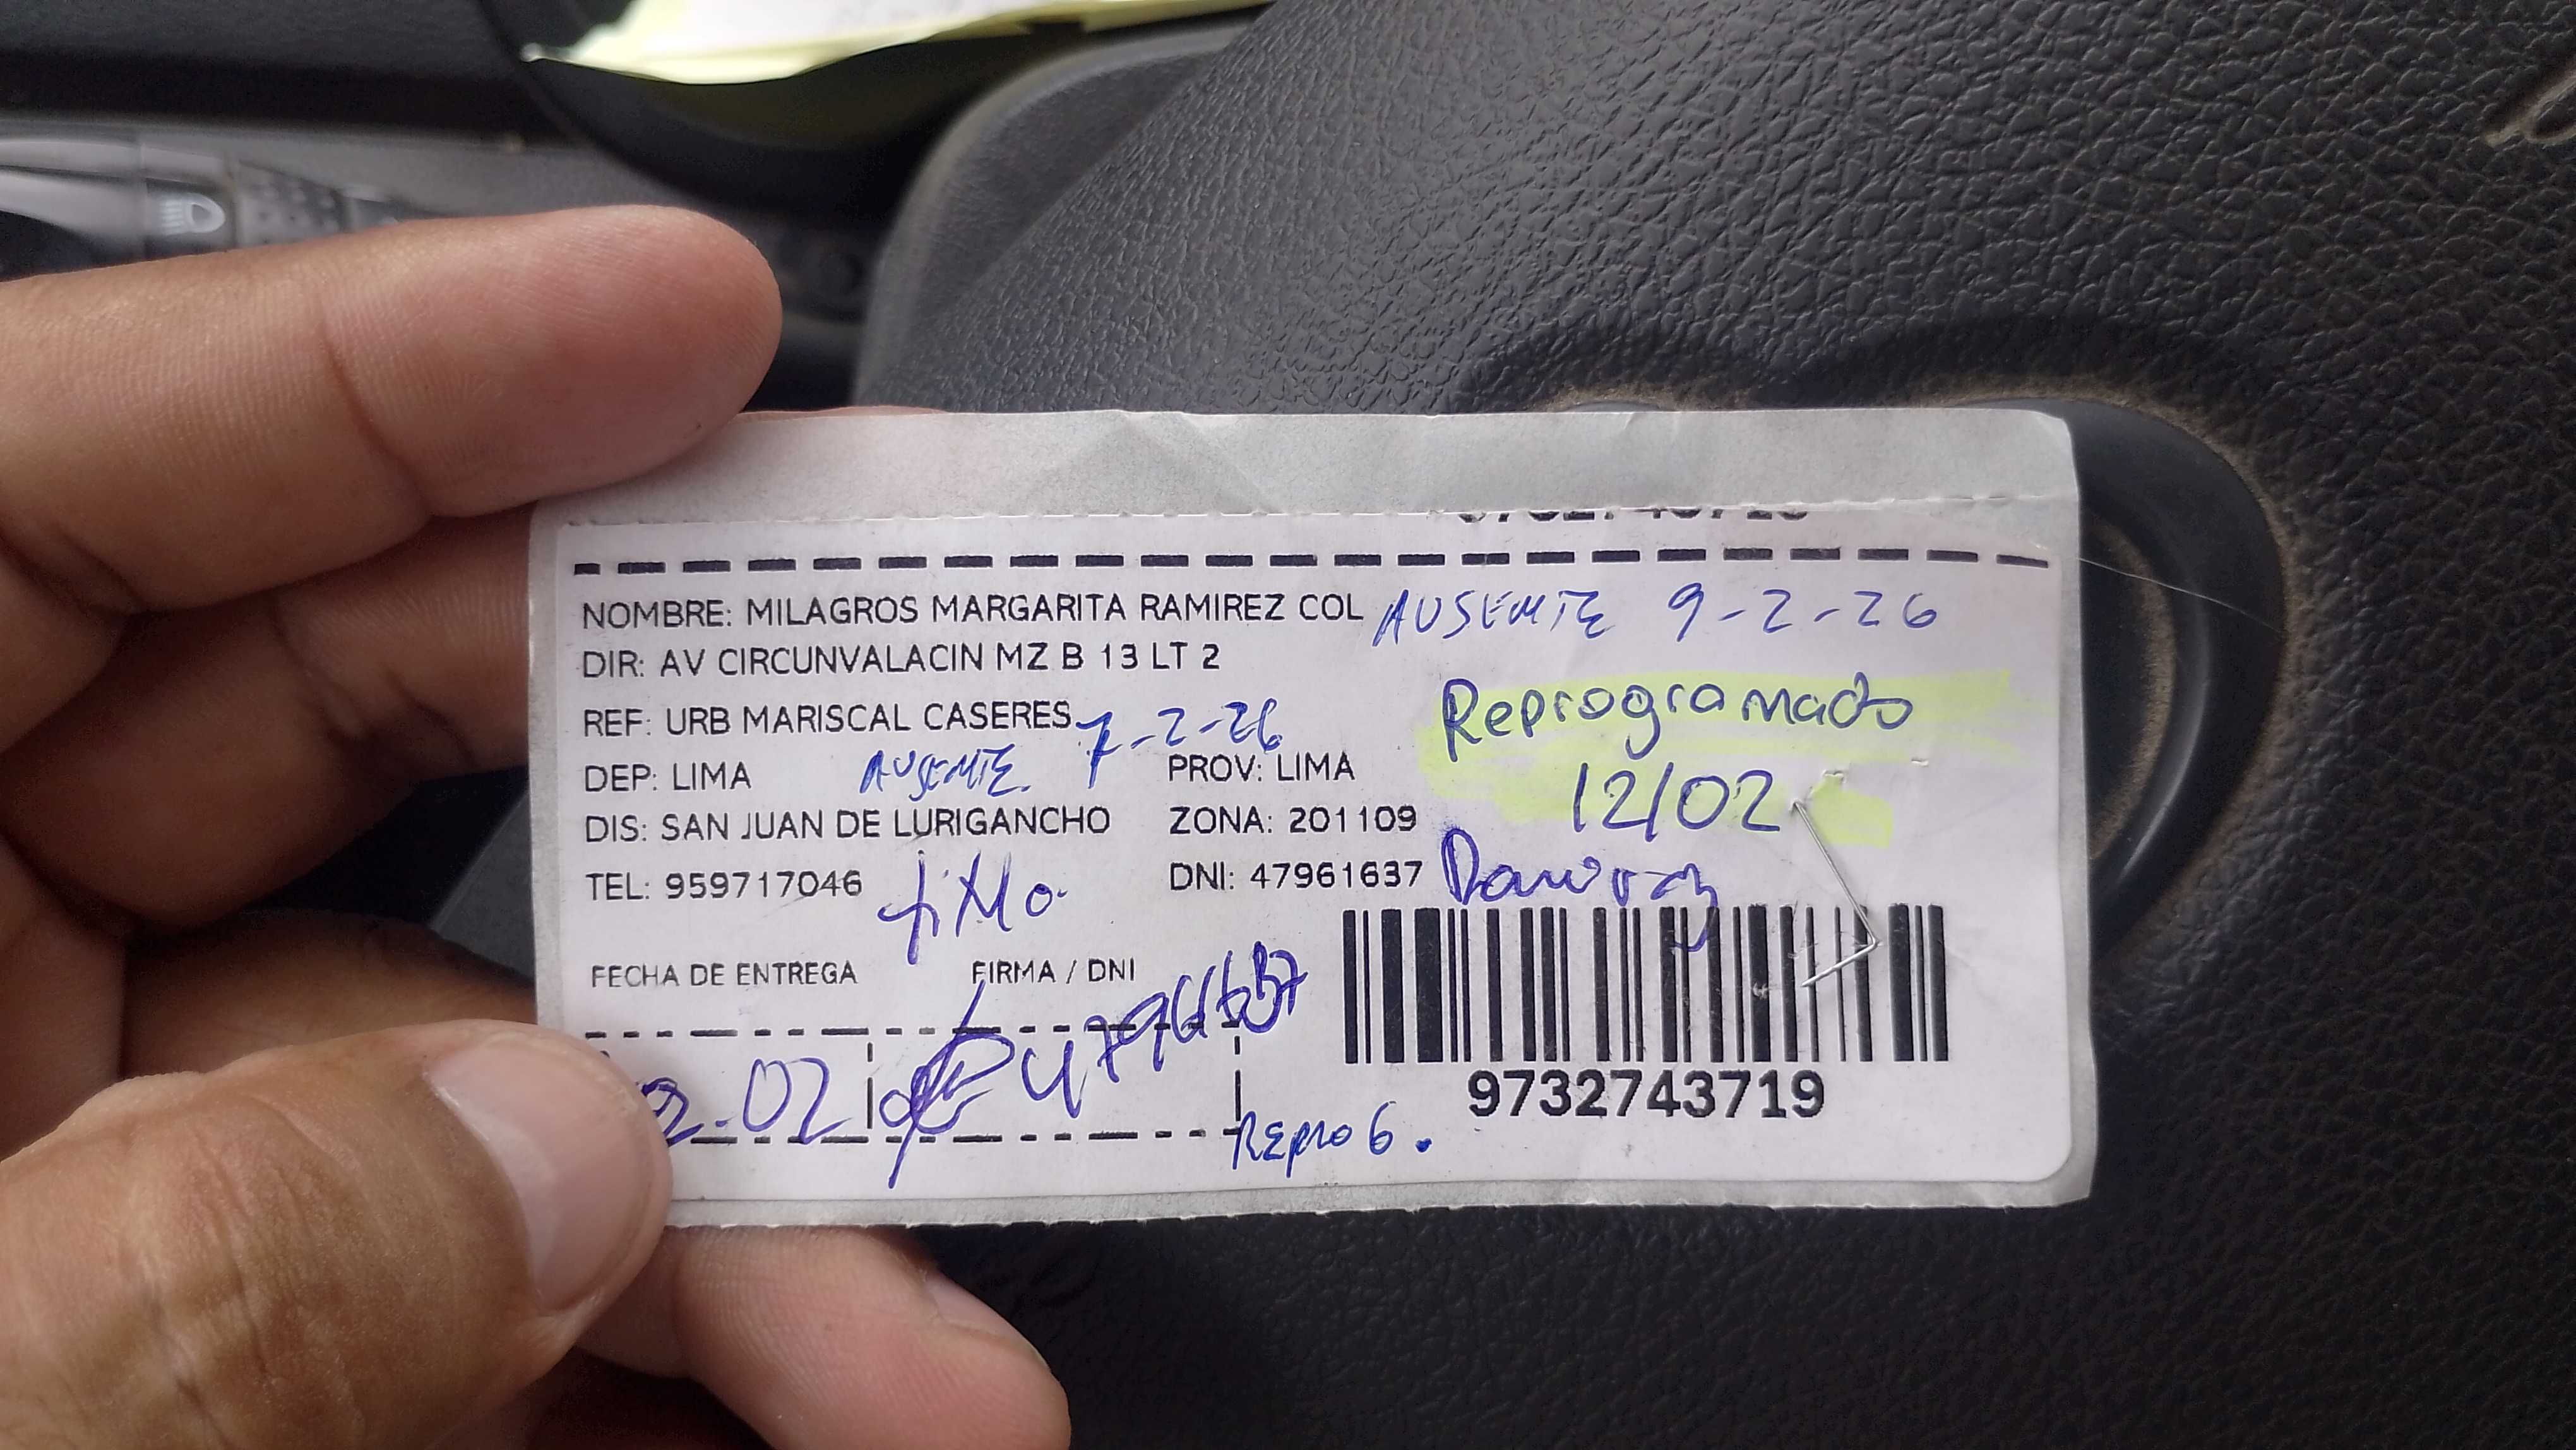 NOMBRE: MILAGROS MARGARITA RAMIREZ COL AUSENTE 9-2-26
DIR: AV CIRCUNVALACIN MZ B 13 LT 2
Reprogramado
REF: URB MARISCAL CASERES 7-2-26
DEP: LIMA AUSENTE PROV: LIMA
12/02
DIS: SAN JUAN DE LURIGANCHO ZONA: 201109
TEL: 959717046 DNI: 47961637
FECHA DE ENTREGA FIRMA / DNI
47961637
02
9732743719
Repro 6.